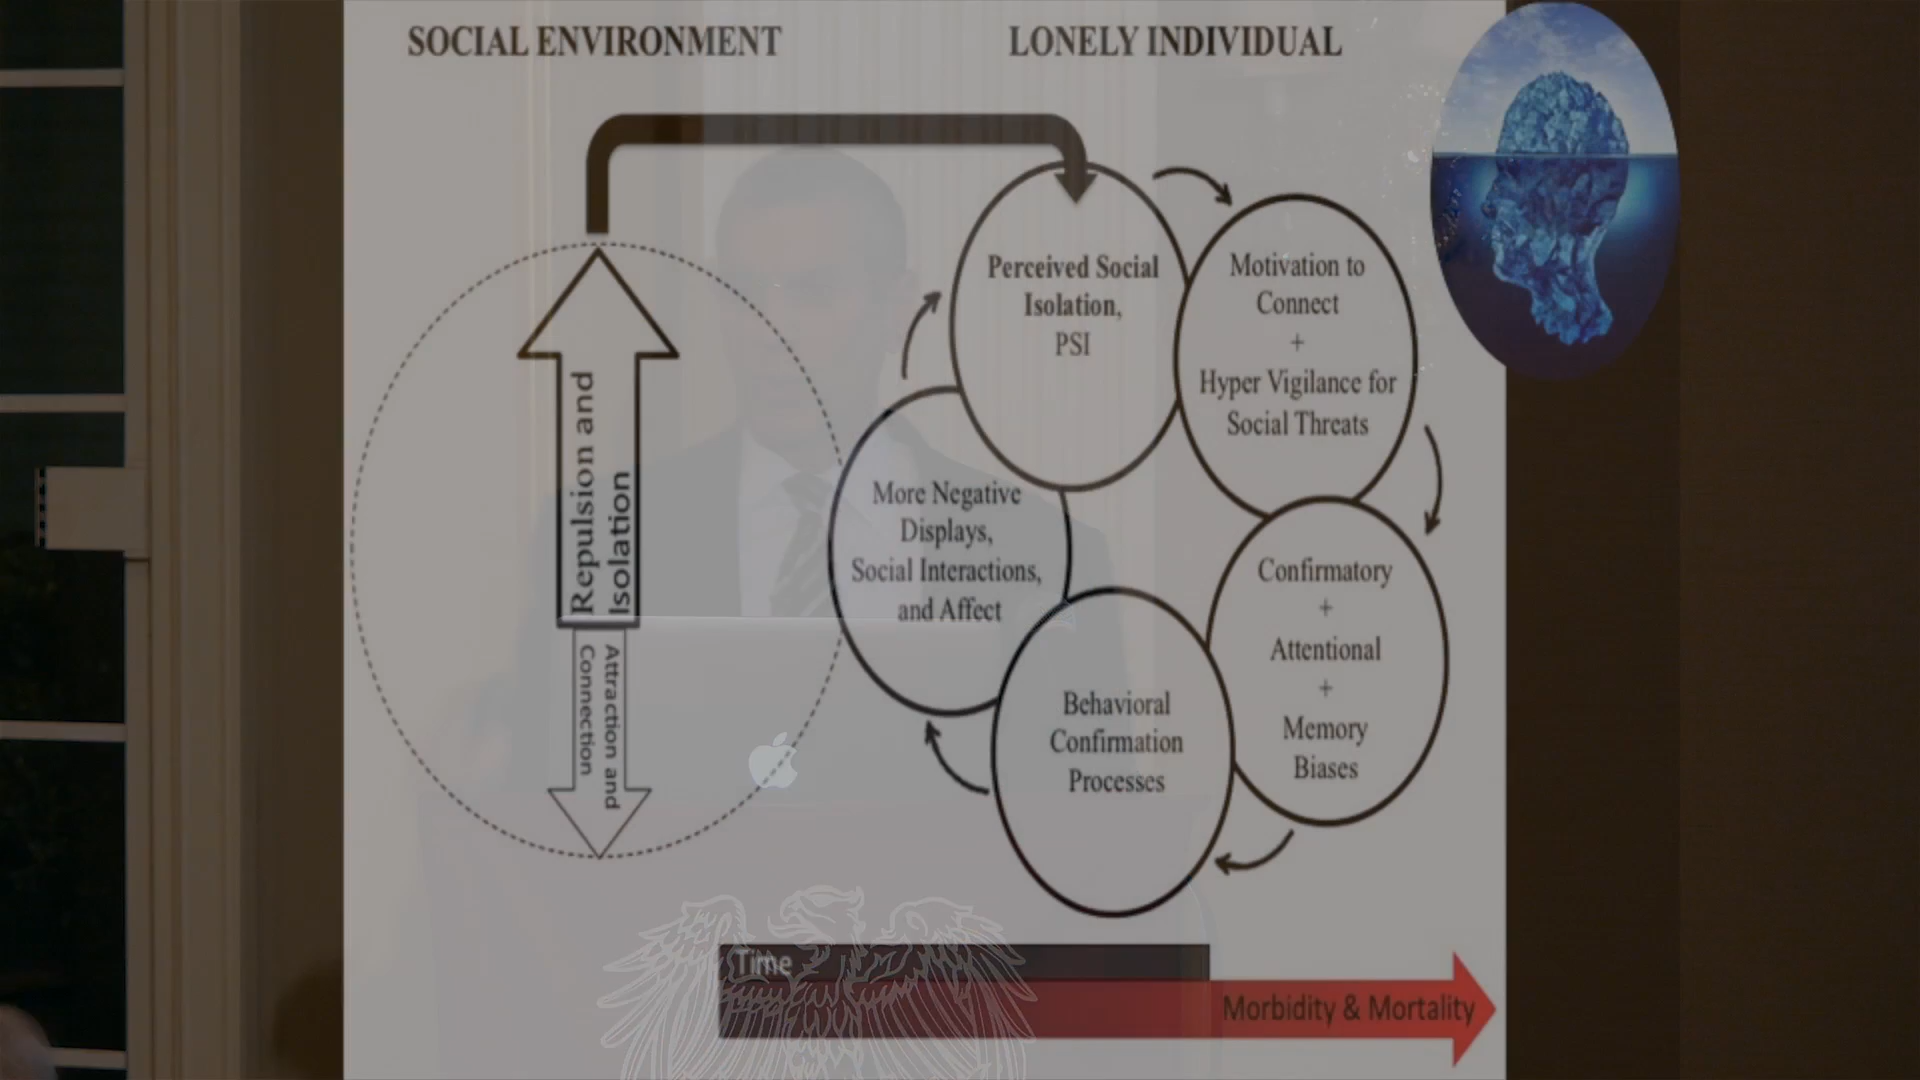 SOCIAL ENVIRONMENT
LONELY INDIVIDUAL
Perceived Social
Isolation,
PSI
Motivation to
Connect
+
Hyper Vigilance for
Social Threats
Confirmatory
+
Attentional
+
Memory
Biases
Behavioral
Confirmation
Processes
More Negative
Displays,
Social Interactions,
and Affect
Repulsion and
Isolation
Attraction and
Connection
Time
Morbidity & Mortality